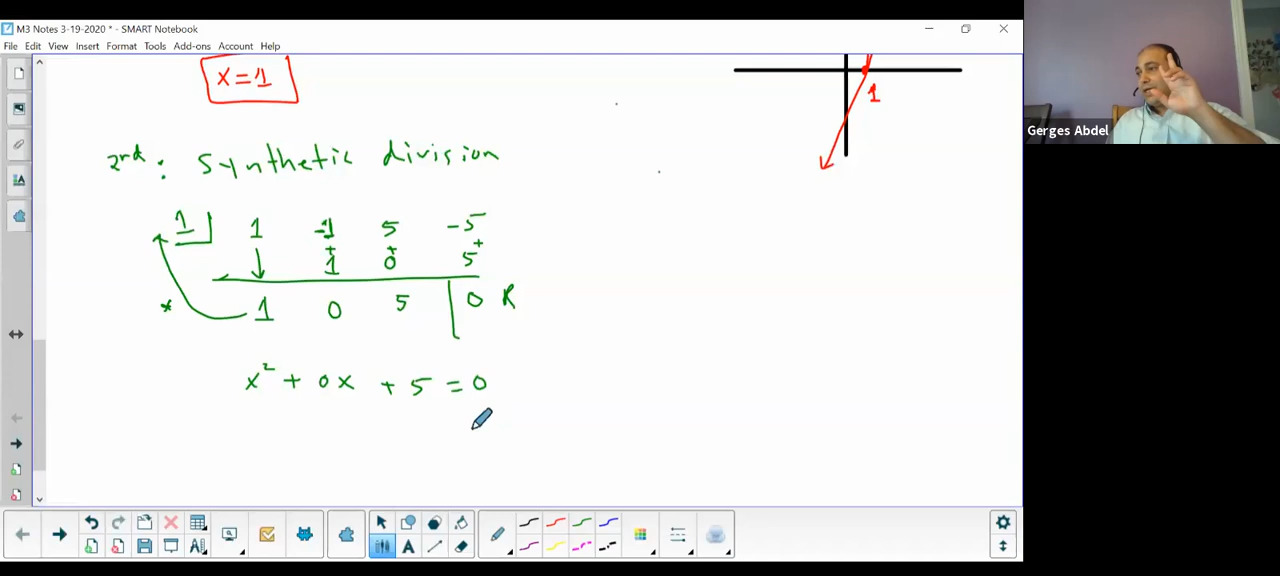 M3 Notes 3-19-2020 * - SMART Notebook
File Edit View Insert Format Tools Add-ons Account Help
x = 1
1
Gerges Abdel
2nd: Synthetic division
1 1 -1 5 -5
+ + +
1 0 5
* 1 0 5 0 R
x² + 0x + 5 = 0